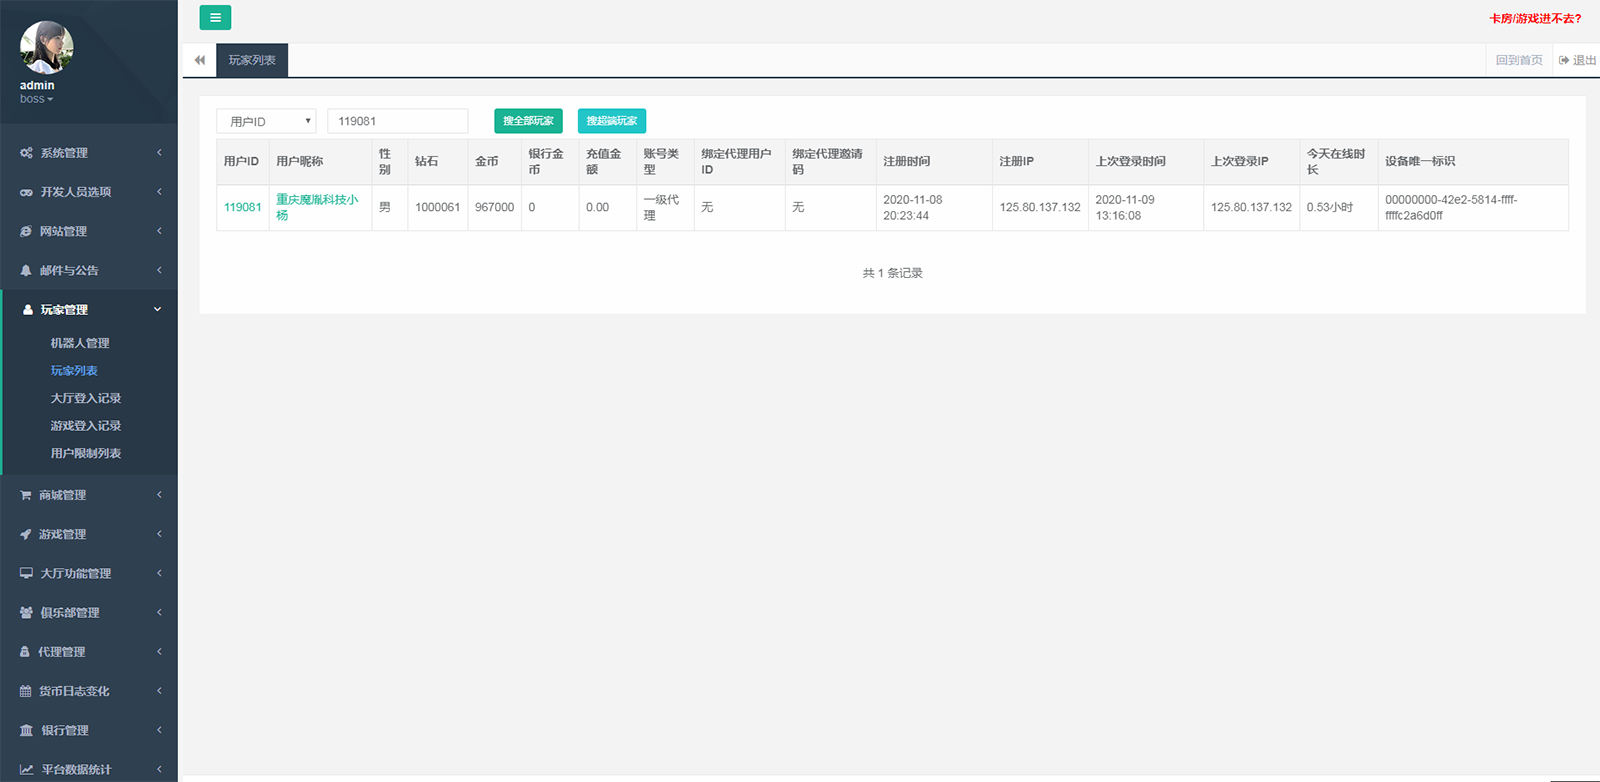 admin
boss
系统管理
开发人员选项
网站管理
邮件与公告
玩家管理
机器人管理
玩家列表
大厅登入记录
游戏登入记录
用户限制列表
商城管理
游戏管理
大厅功能管理
俱乐部管理
代理管理
货币日志变化
银行管理
平台数据统计
卡房/游戏进不去?
玩家列表
回到首页
退出
用户ID
119081
搜全部玩家
搜超端玩家
用户ID 用户昵称 性别 钻石 金币 银行金币 充值金额 账号类型 绑定代理用户ID 绑定代理邀请码 注册时间 注册IP 上次登录时间 上次登录IP 今天在线时长 设备唯一标识
119081 重庆魔胤科技小杨 男 1000061 967000 0 0.00 一级代理 无 无 2020-11-08 20:23:44 125.80.137.132 2020-11-09 13:16:08 125.80.137.132 0.53小时 00000000-42e2-5814-ffff-ffffc2a6d0ff
共 1 条记录